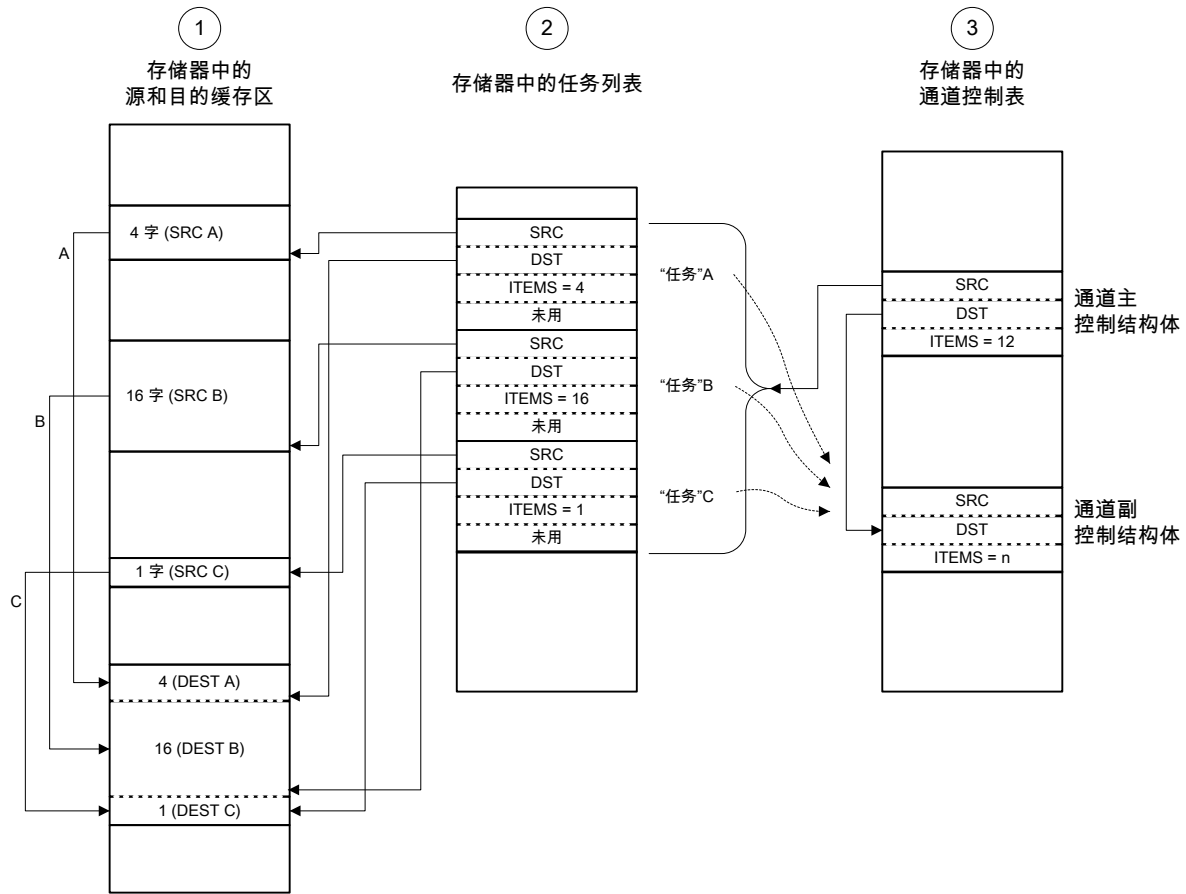 1
存储器中的
源和目的缓存区
4 字 (SRC A)
16 字 (SRC B)
1 字 (SRC C)
4 (DEST A)
16 (DEST B)
1 (DEST C)
A
B
C
2
存储器中的任务列表
SRC
DST
ITEMS = 4
未用
SRC
DST
ITEMS = 16
未用
SRC
DST
ITEMS = 1
未用
“任务”A
“任务”B
“任务”C
3
存储器中的
通道控制表
SRC
DST
ITEMS = 12
通道主
控制结构体
SRC
DST
ITEMS = n
通道副
控制结构体